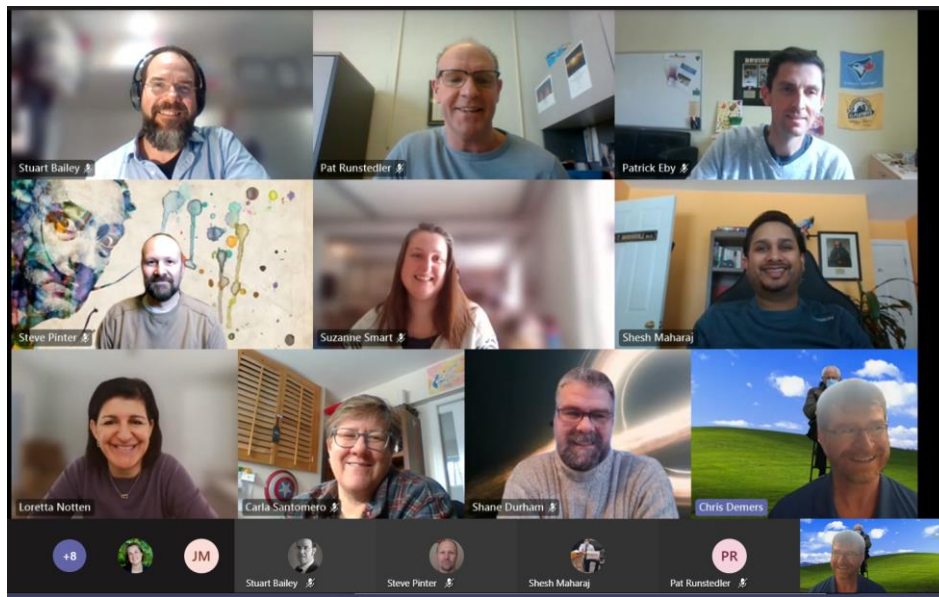 Stuart Bailey
Pat Runstedler
Patrick Eby
BRUINS
Steve Pinter
Suzanne Smart
Shesh Maharaj
Loretta Notten
Carla Santomero
Shane Durham
Chris Demers
+8
JM
Stuart Bailey
Steve Pinter
Shesh Maharaj
PR
Pat Runstedler